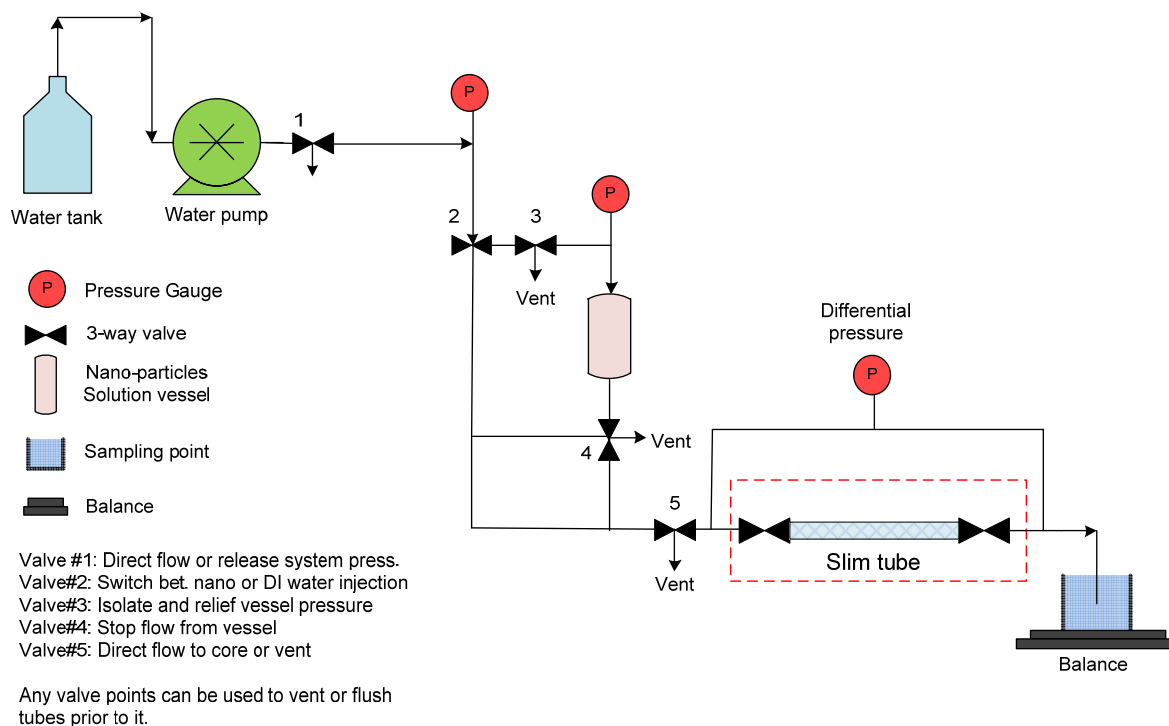 P
1
Water tank
Water pump
P
2
3
Vent
P
Pressure Gauge
3-way valve
Nano-particles
Solution vessel
Sampling point
Balance
4
Vent
Differential
pressure
P
5
Vent
Slim tube
Balance
Valve #1: Direct flow or release system press.
Valve#2: Switch bet. nano or DI water injection
Valve#3: Isolate and relief vessel pressure
Valve#4: Stop flow from vessel
Valve#5: Direct flow to core or vent
Any valve points can be used to vent or flush
tubes prior to it.